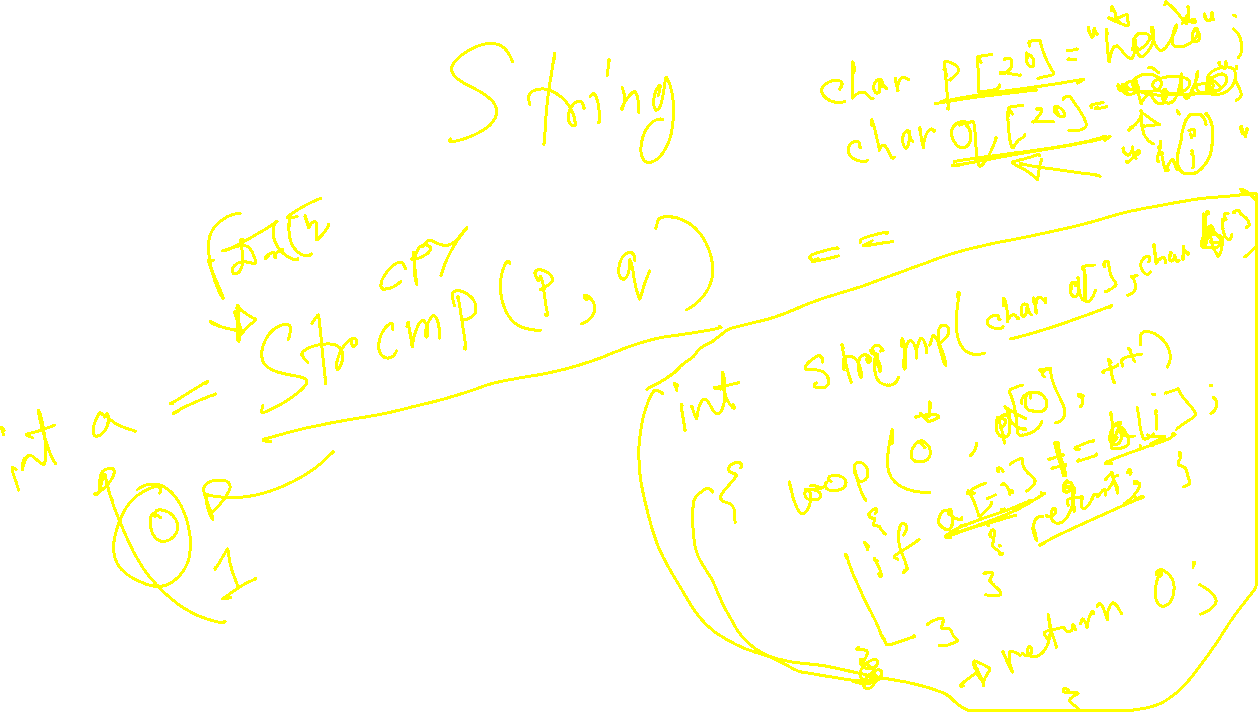 String
char p[20] = "hello";
char q[20] =
"hi"
cpy
==
int a = Strcmp(p, q)
0
1
int strcmp(char a[], char b[])
{ loop(0, a[0], ++)
{
if a[i] != b[i];
{ return 1; }
}
}
return 0;
}